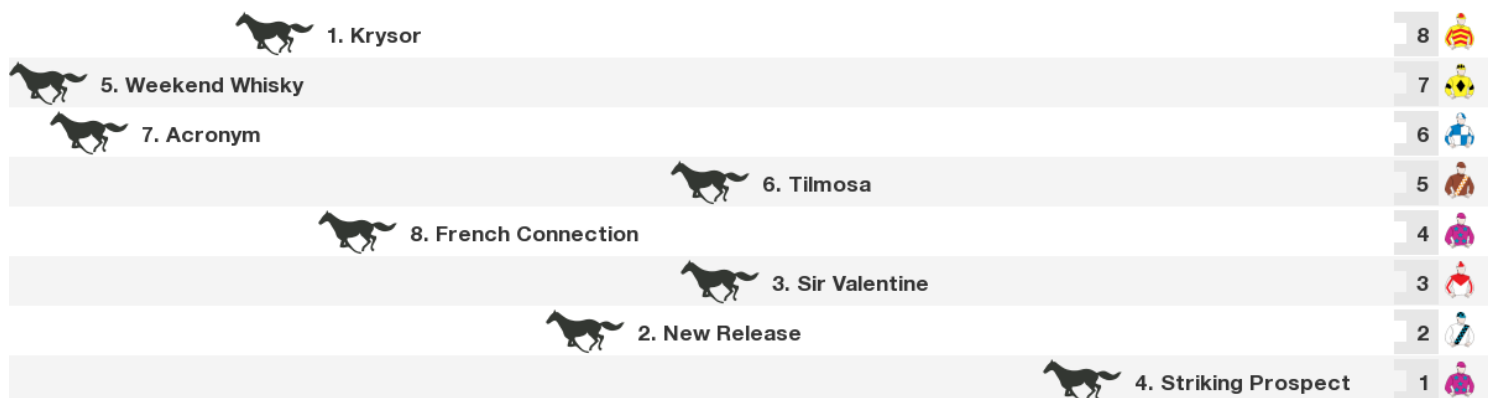 1. Krysor 8
5. Weekend Whisky 7
7. Acronym 6
6. Tilmosa 5
8. French Connection 4
3. Sir Valentine 3
2. New Release 2
4. Striking Prospect 1